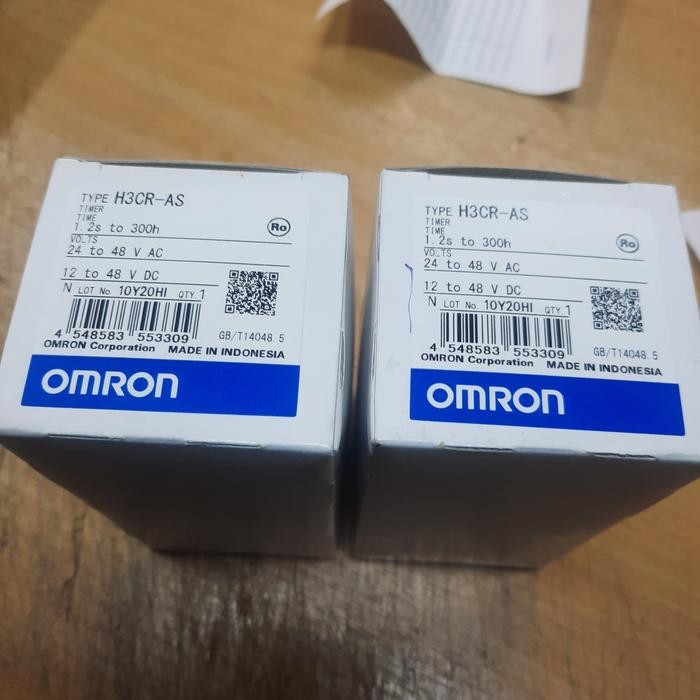 TYPE H3CR-AS
TIMER
TIME
1.2s to 300h
Ro
VOLTS
24 to 48 V AC
12 to 48 V DC
N LOT No. 10Y20HI QTY.1
4 548583 553309
GB/T14048.5
OMRON Corporation MADE IN INDONESIA
OMRON
TYPE H3CR-AS
TIMER
TIME
1.2s to 300h
Ro
VOLTS
24 to 48 V AC
12 to 48 V DC
N LOT No. 10Y20HI QTY.1
4 548583 553309
GB/T14048.5
OMRON Corporation MADE IN INDONESIA
OMRON